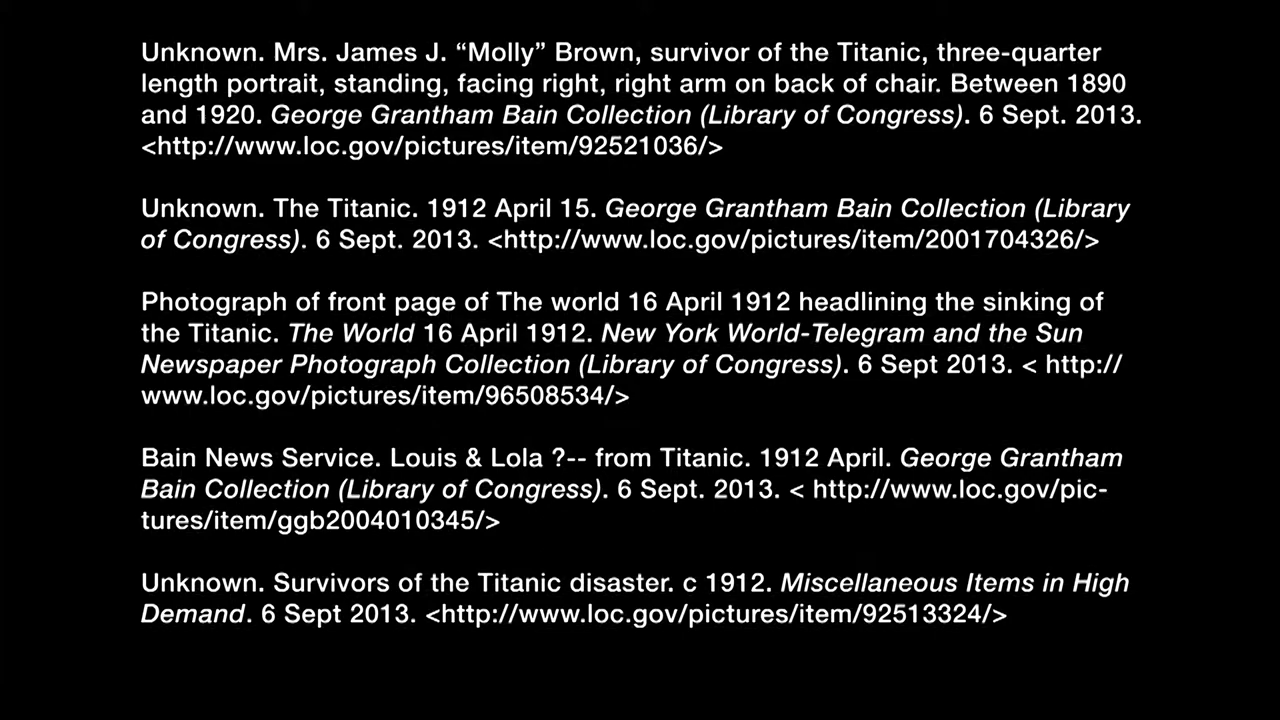 Unknown. Mrs. James J. “Molly” Brown, survivor of the Titanic, three-quarter
length portrait, standing, facing right, right arm on back of chair. Between 1890
and 1920. George Grantham Bain Collection (Library of Congress). 6 Sept. 2013.
<http://www.loc.gov/pictures/item/92521036/>
Unknown. The Titanic. 1912 April 15. George Grantham Bain Collection (Library
of Congress). 6 Sept. 2013. <http://www.loc.gov/pictures/item/2001704326/>
Photograph of front page of The world 16 April 1912 headlining the sinking of
the Titanic. The World 16 April 1912. New York World-Telegram and the Sun
Newspaper Photograph Collection (Library of Congress). 6 Sept 2013. < http://
www.loc.gov/pictures/item/96508534/>
Bain News Service. Louis & Lola ?-- from Titanic. 1912 April. George Grantham
Bain Collection (Library of Congress). 6 Sept. 2013. < http://www.loc.gov/pic-
tures/item/ggb2004010345/>
Unknown. Survivors of the Titanic disaster. c 1912. Miscellaneous Items in High
Demand. 6 Sept 2013. <http://www.loc.gov/pictures/item/92513324/>